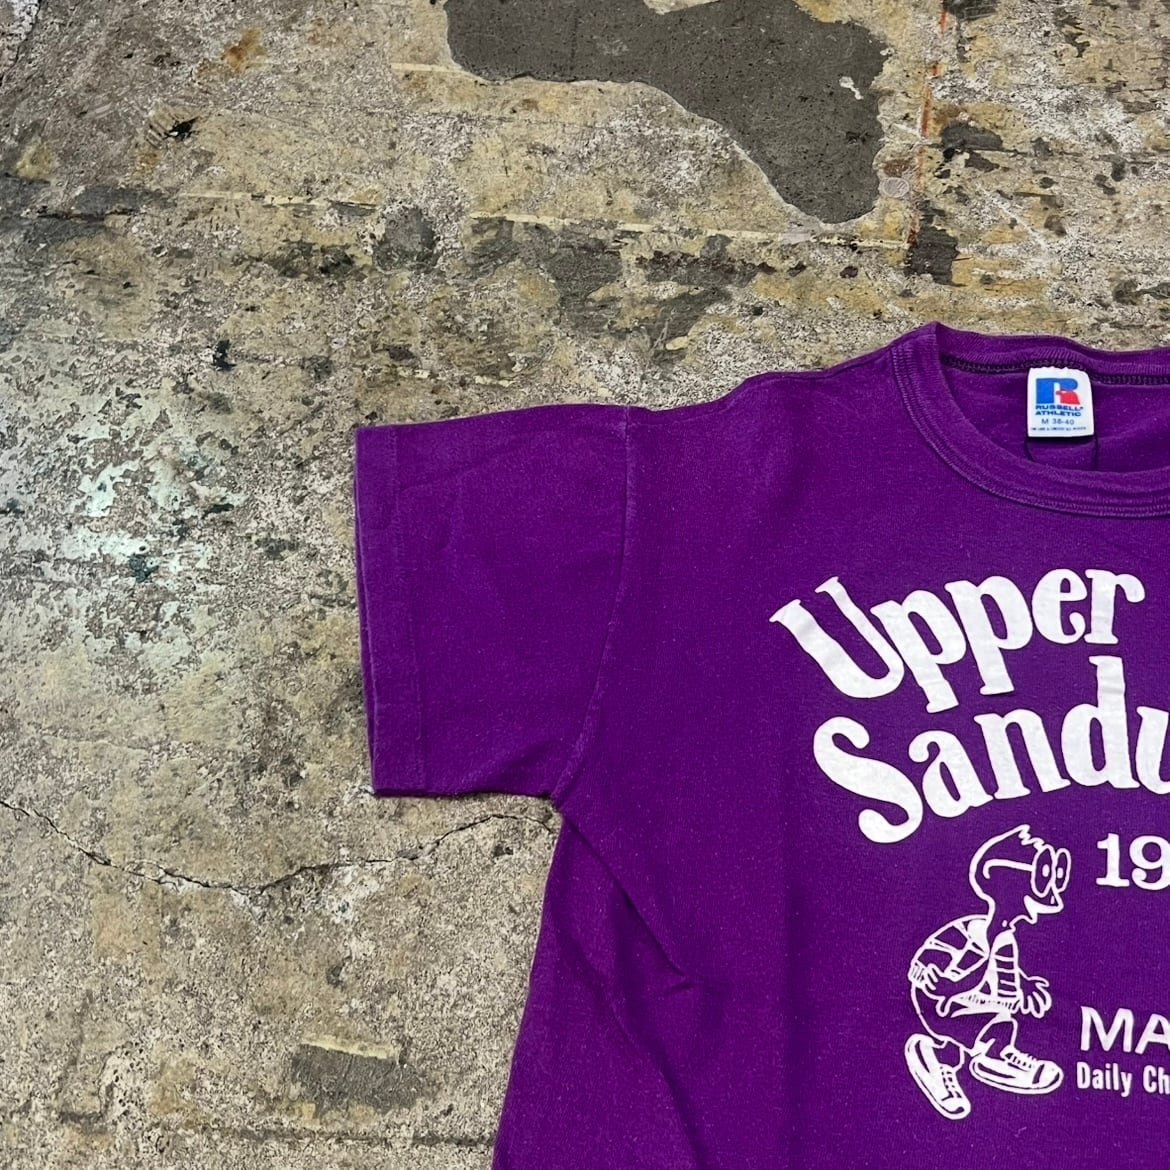 RUSSELL
ATHLETIC
M 38-40
Upper
Sandu
19
MA
Daily Ch